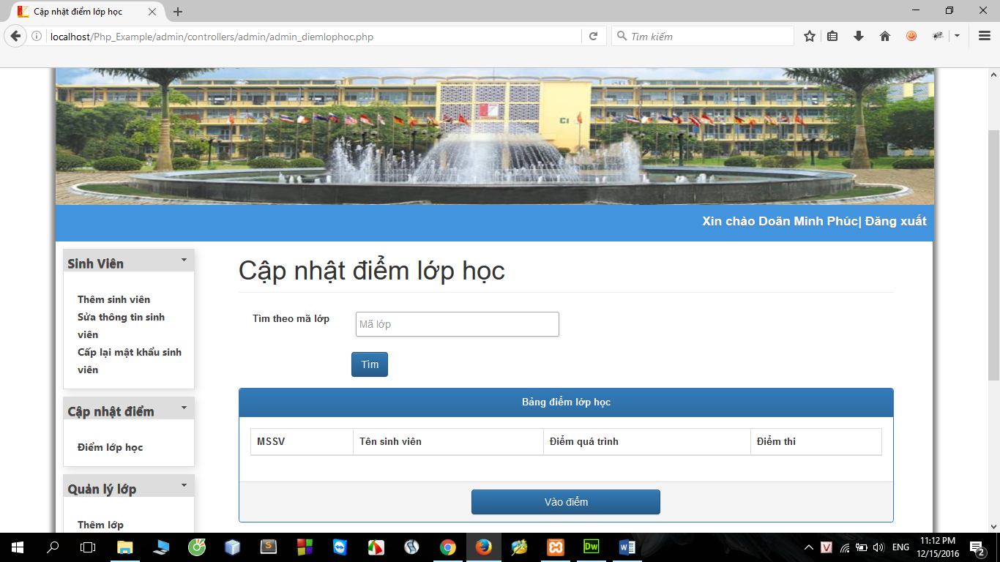 Cập nhật điểm lớp học
localhost/Php_Example/admin/controllers/admin/admin_diemlophoc.php
Tìm kiếm
C1
Xin chào Doãn Minh Phúc| Đăng xuất
Sinh Viên
Thêm sinh viên
Sửa thông tin sinh
viên
Cấp lại mật khẩu sinh
viên
Cập nhật điểm
Điểm lớp học
Quản lý lớp
Thêm lớp
Cập nhật điểm lớp học
Tìm theo mã lớp
Mã lớp
Tìm
Bảng điểm lớp học
MSSV Tên sinh viên Điểm quá trình Điểm thi
Vào điểm
ENG
11:12 PM
12/15/2016
2